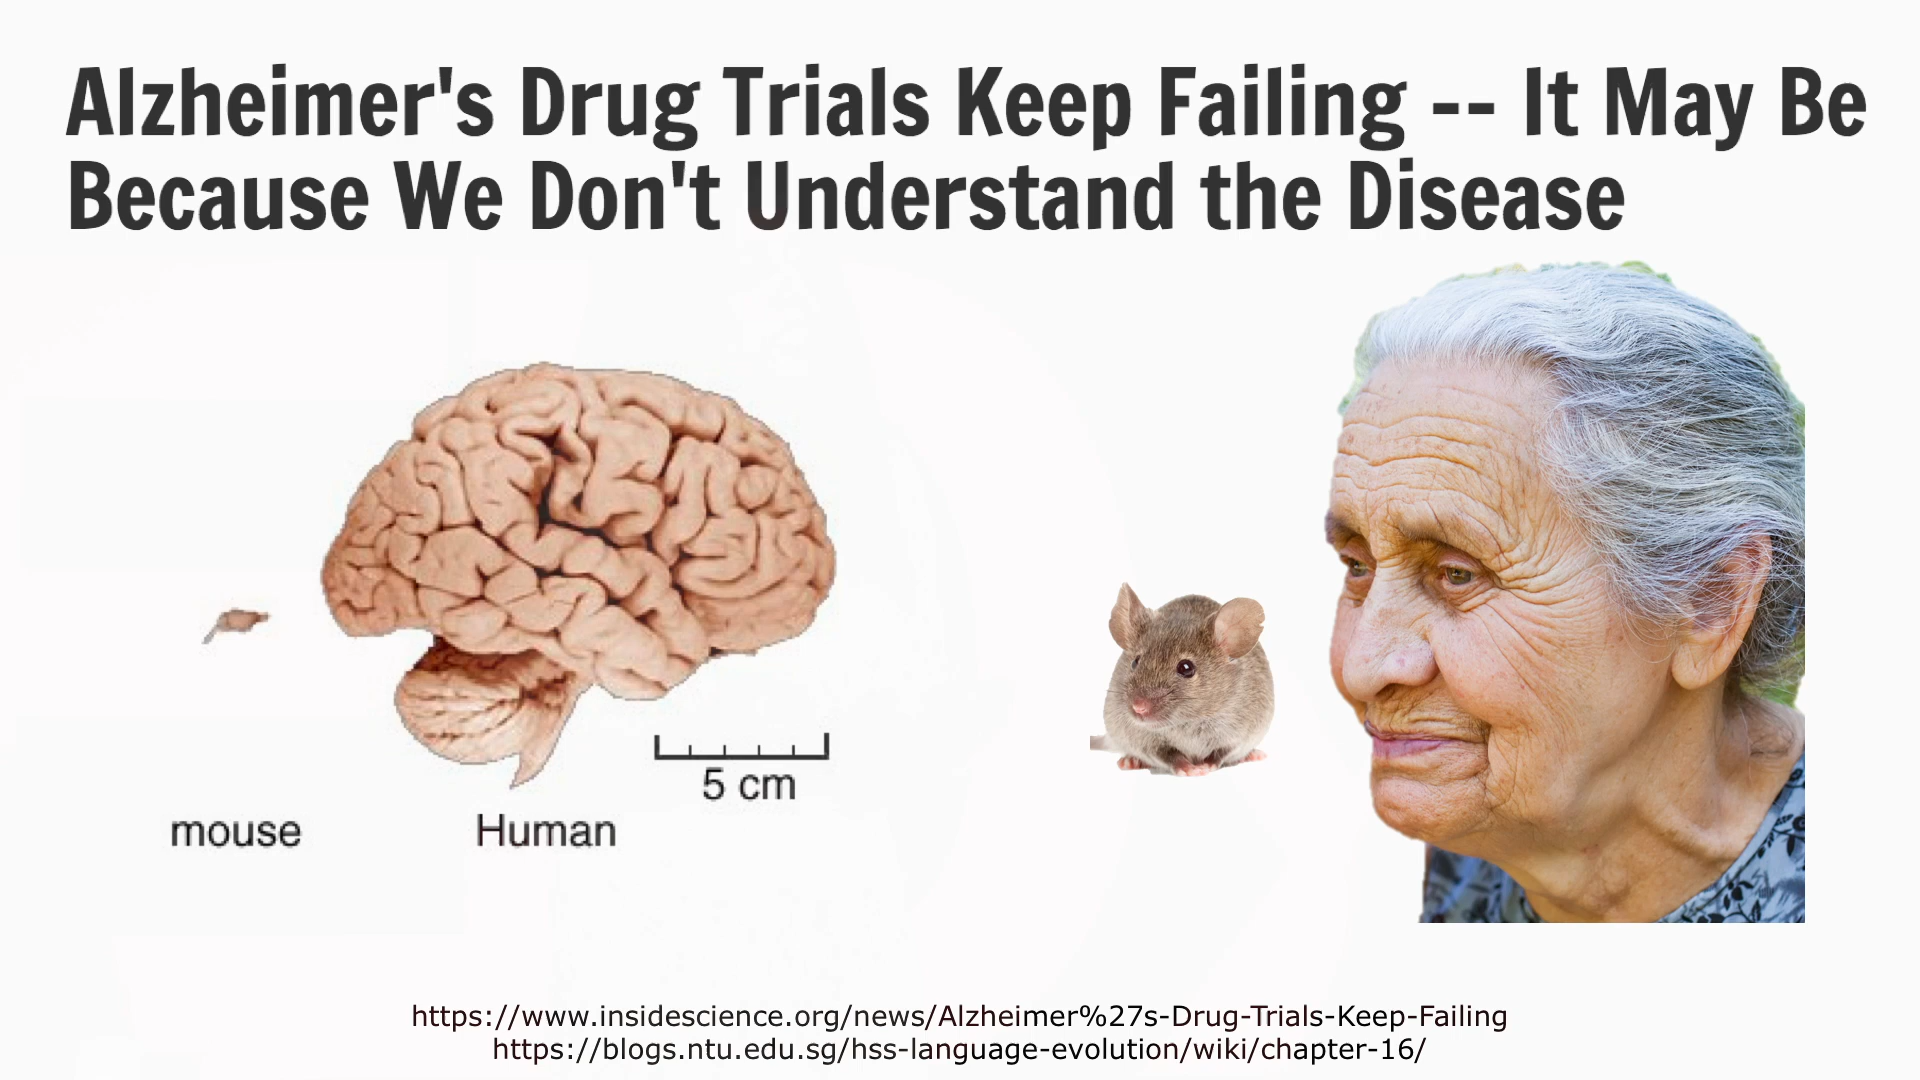 Alzheimer's Drug Trials Keep Failing -- It May Be
Because We Don't Understand the Disease
5 cm
mouse
Human
https://www.insidescience.org/news/Alzheimer%27s-Drug-Trials-Keep-Failing
https://blogs.ntu.edu.sg/hss-language-evolution/wiki/chapter-16/